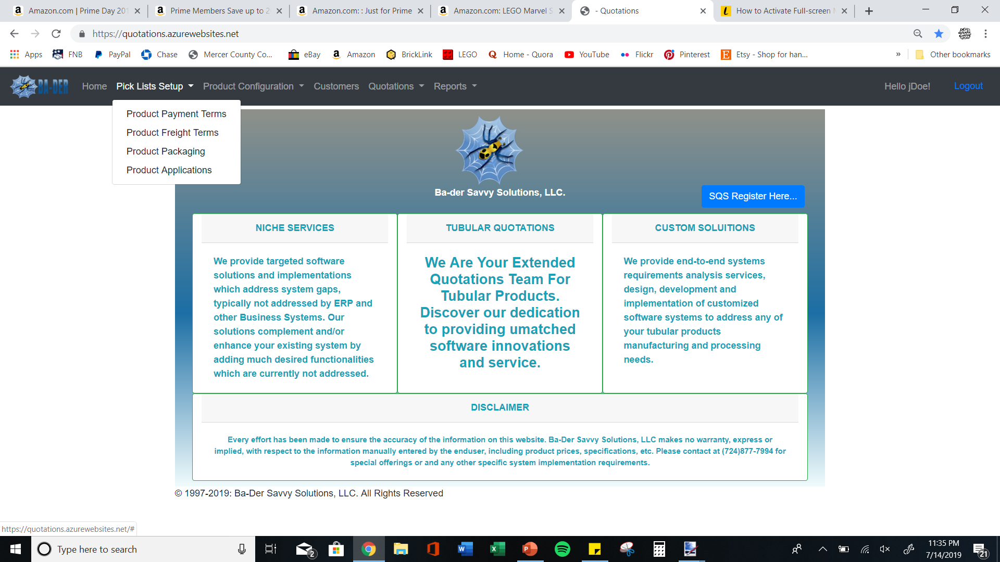 Amazon.com | Prime Day 201
Prime Members Save up to 2
Amazon.com: : Just for Prime
Amazon.com: LEGO Marvel S
- Quotations
How to Activate Full-screen
https://quotations.azurewebsites.net
Apps
FNB
PayPal
Chase
Mercer County Co...
eBay
Amazon
BrickLink
LEGO
Home - Quora
YouTube
Flickr
Pinterest
Etsy - Shop for han...
»
Other bookmarks
BA-DER
Home
Pick Lists Setup
Product Configuration
Customers
Quotations
Reports
Hello jDoe!
Logout
Product Payment Terms
Product Freight Terms
Product Packaging
Product Applications
Ba-der Savvy Solutions, LLC.
SQS Register Here...
NICHE SERVICES
We provide targeted software
solutions and implementations
which address system gaps,
typically not addressed by ERP and
other Business Systems. Our
solutions complement and/or
enhance your existing system by
adding much desired functionalities
which are currently not addressed.
TUBULAR QUOTATIONS
We Are Your Extended
Quotations Team For
Tubular Products.
Discover our dedication
to providing umatched
software innovations
and service.
CUSTOM SOLUITIONS
We provide end-to-end systems
requirements analysis services,
design, development and
implementation of customized
software systems to address any of
your tubular products
manufacturing and processing
needs.
DISCLAIMER
Every effort has been made to ensure the accuracy of the information on this website. Ba-Der Savvy Solutions, LLC makes no warranty, express or
implied, with respect to the information manually entered by the enduser, including product prices, specifications, etc. Please contact at (724)877-7994 for
special offerings or and any other specific system implementation requirements.
© 1997-2019: Ba-Der Savvy Solutions, LLC. All Rights Reserved
https://quotations.azurewebsites.net/#
Type here to search
2
11:35 PM
7/14/2019
21